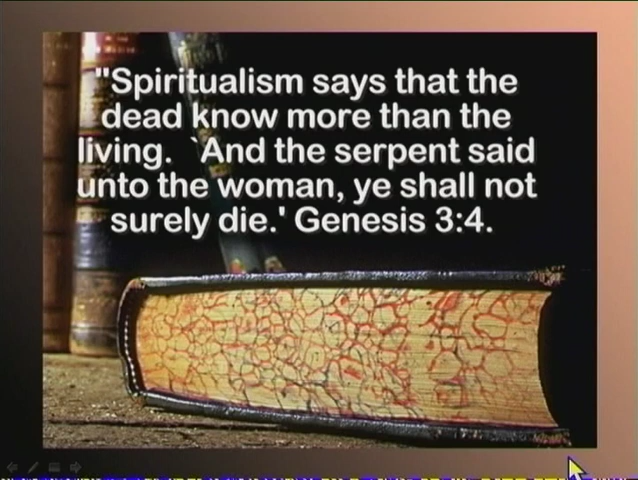 "Spiritualism says that the
dead know more than the
living. `And the serpent said
unto the woman, ye shall not
surely die.' Genesis 3:4.